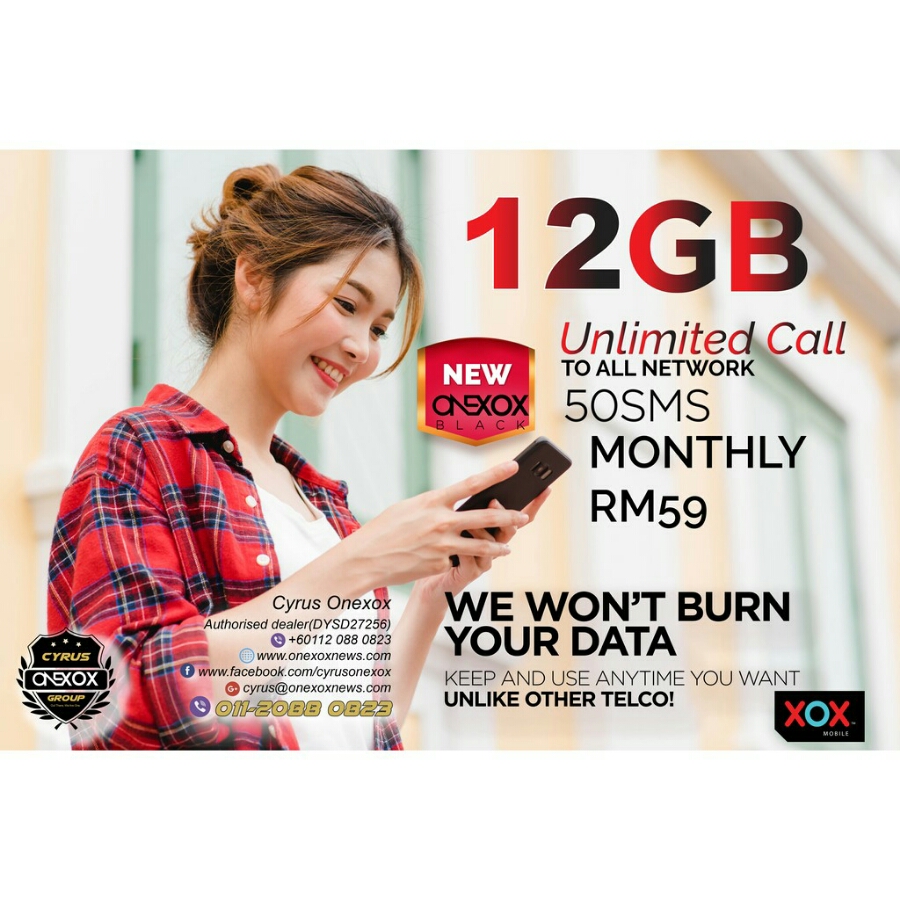 12GB
Unlimited Call
TO ALL NETWORK
50SMS
MONTHLY
RM59
NEW
ONEXOX
BLACK
WE WON'T BURN
YOUR DATA
KEEP AND USE ANYTIME YOU WANT
UNLIKE OTHER TELCO!
Cyrus Onexox
Authorised dealer(DYSD27256)
+60112 088 0823
www.onexoxnews.com
www.facebook.com/cyrusonexox
cyrus@onexoxnews.com
011-2088 0823
CYRUS
ONEXOX
GROUP
XOX
MOBILE